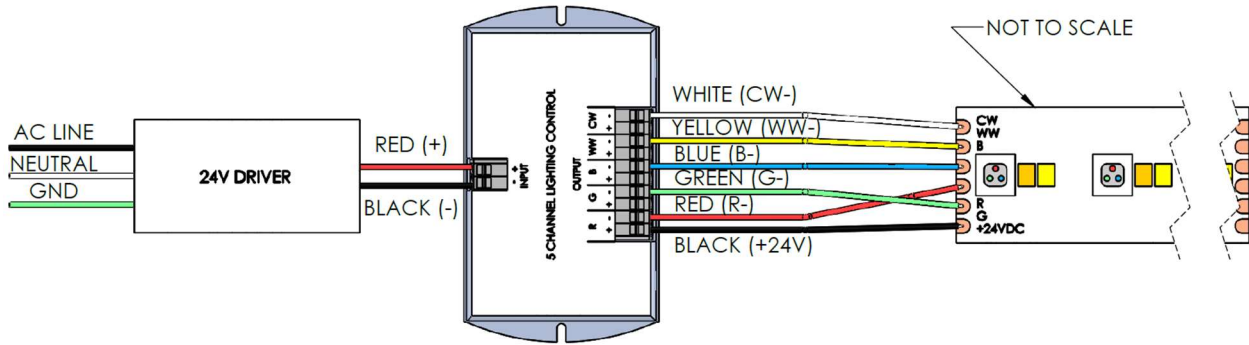 NOT TO SCALE
AC LINE
NEUTRAL
GND
24V DRIVER
RED (+)
BLACK (-)
+
-
INPUT
5 CHANNEL LIGHTING CONTROL
OUTPUT
CW
-
+
WW
-
+
B
-
+
G
-
+
R
-
+
WHITE (CW-)
YELLOW (WW-)
BLUE (B-)
GREEN (G-)
RED (R-)
BLACK (+24V)
CW
WW
B
R
G
+24VDC